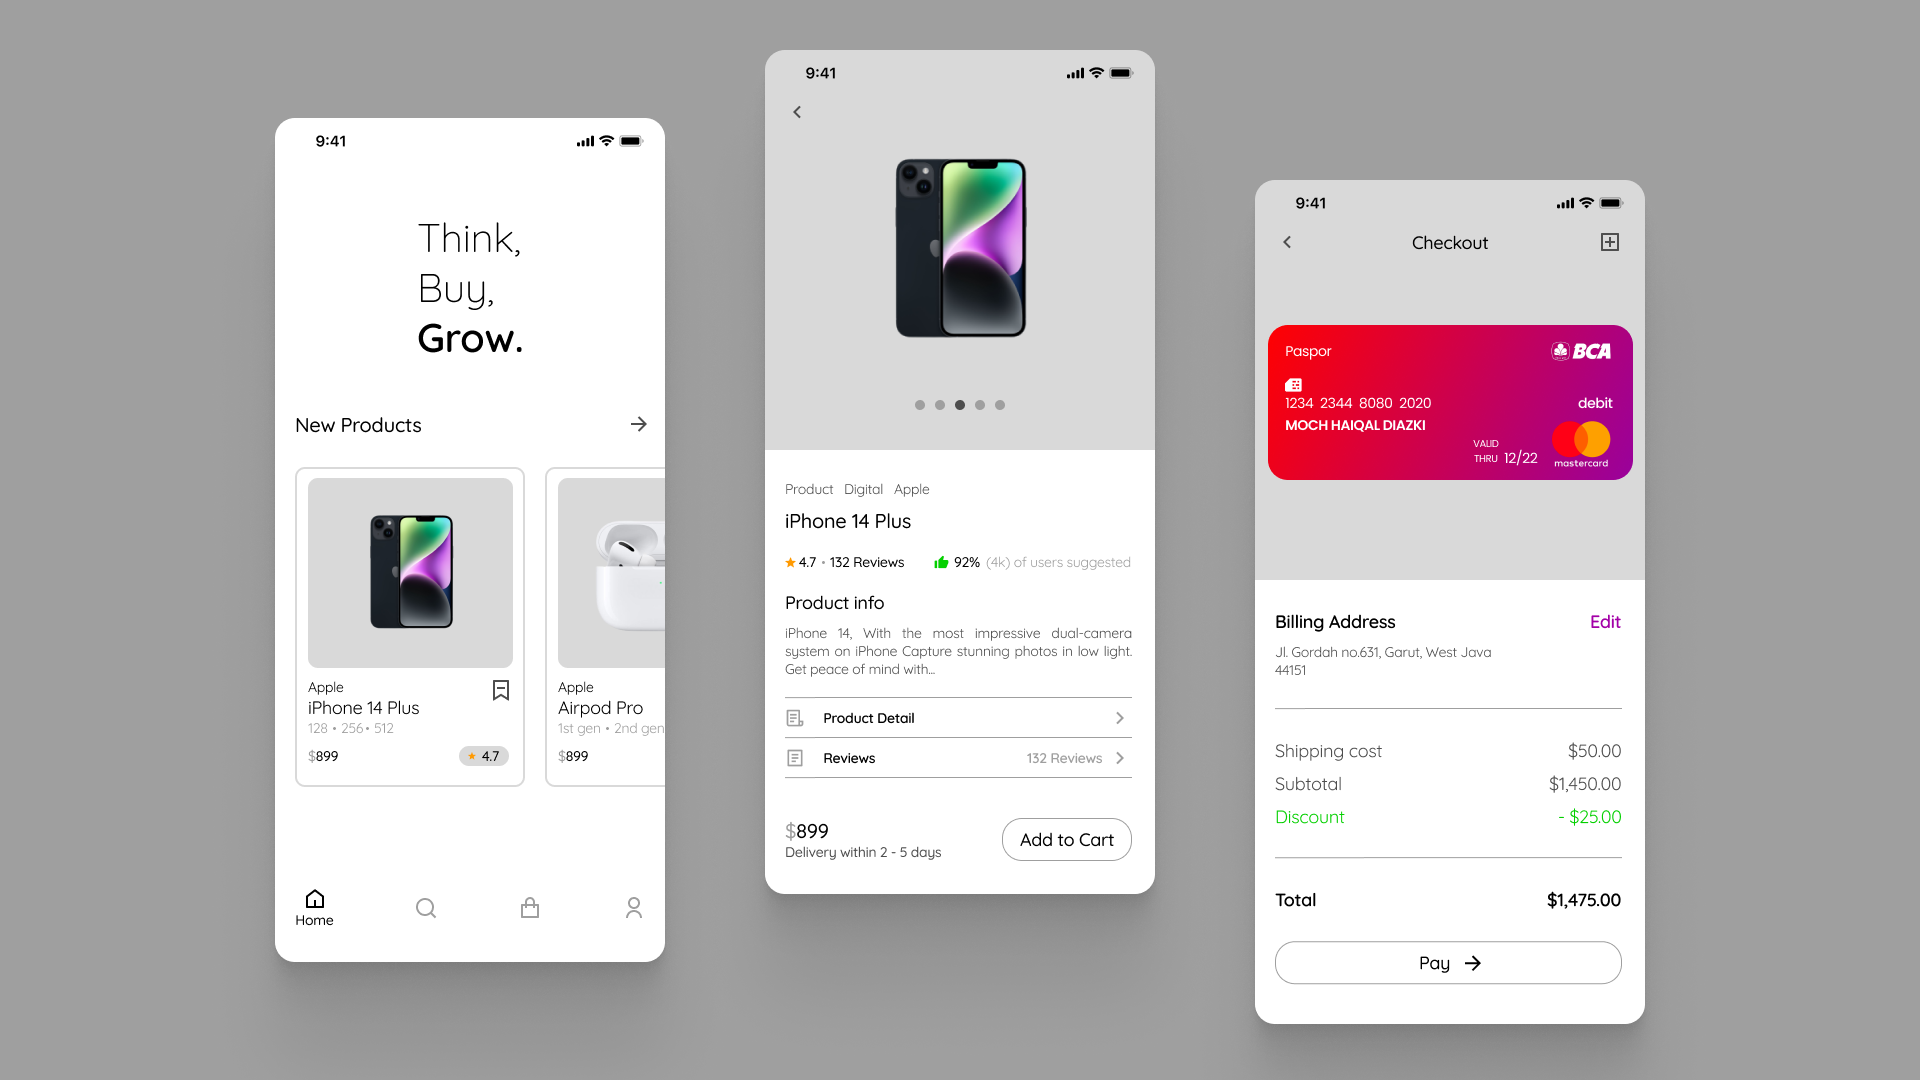 9:41
Think,
Buy,
Grow.
New Products
Apple
iPhone 14 Plus
128 • 256 • 512
$899
4.7
Apple
Airpod Pro
1st gen • 2nd gen
$899
Home
9:41
Product Digital Apple
iPhone 14 Plus
4.7 • 132 Reviews
92% (4k) of users suggested
Product info
iPhone 14, With the most impressive dual-camera
system on iPhone Capture stunning photos in low light.
Get peace of mind with...
Product Detail
Reviews 132 Reviews
$899
Delivery within 2 - 5 days
Add to Cart
9:41
Checkout
Paspor
BCA
1234 2344 8080 2020
debit
MOCH HAIQAL DIAZKI
VALID
THRU 12/22
mastercard
Billing Address Edit
Jl. Gordah no.631, Garut, West Java
44151
Shipping cost $50.00
Subtotal $1,450.00
Discount - $25.00
Total $1,475.00
Pay